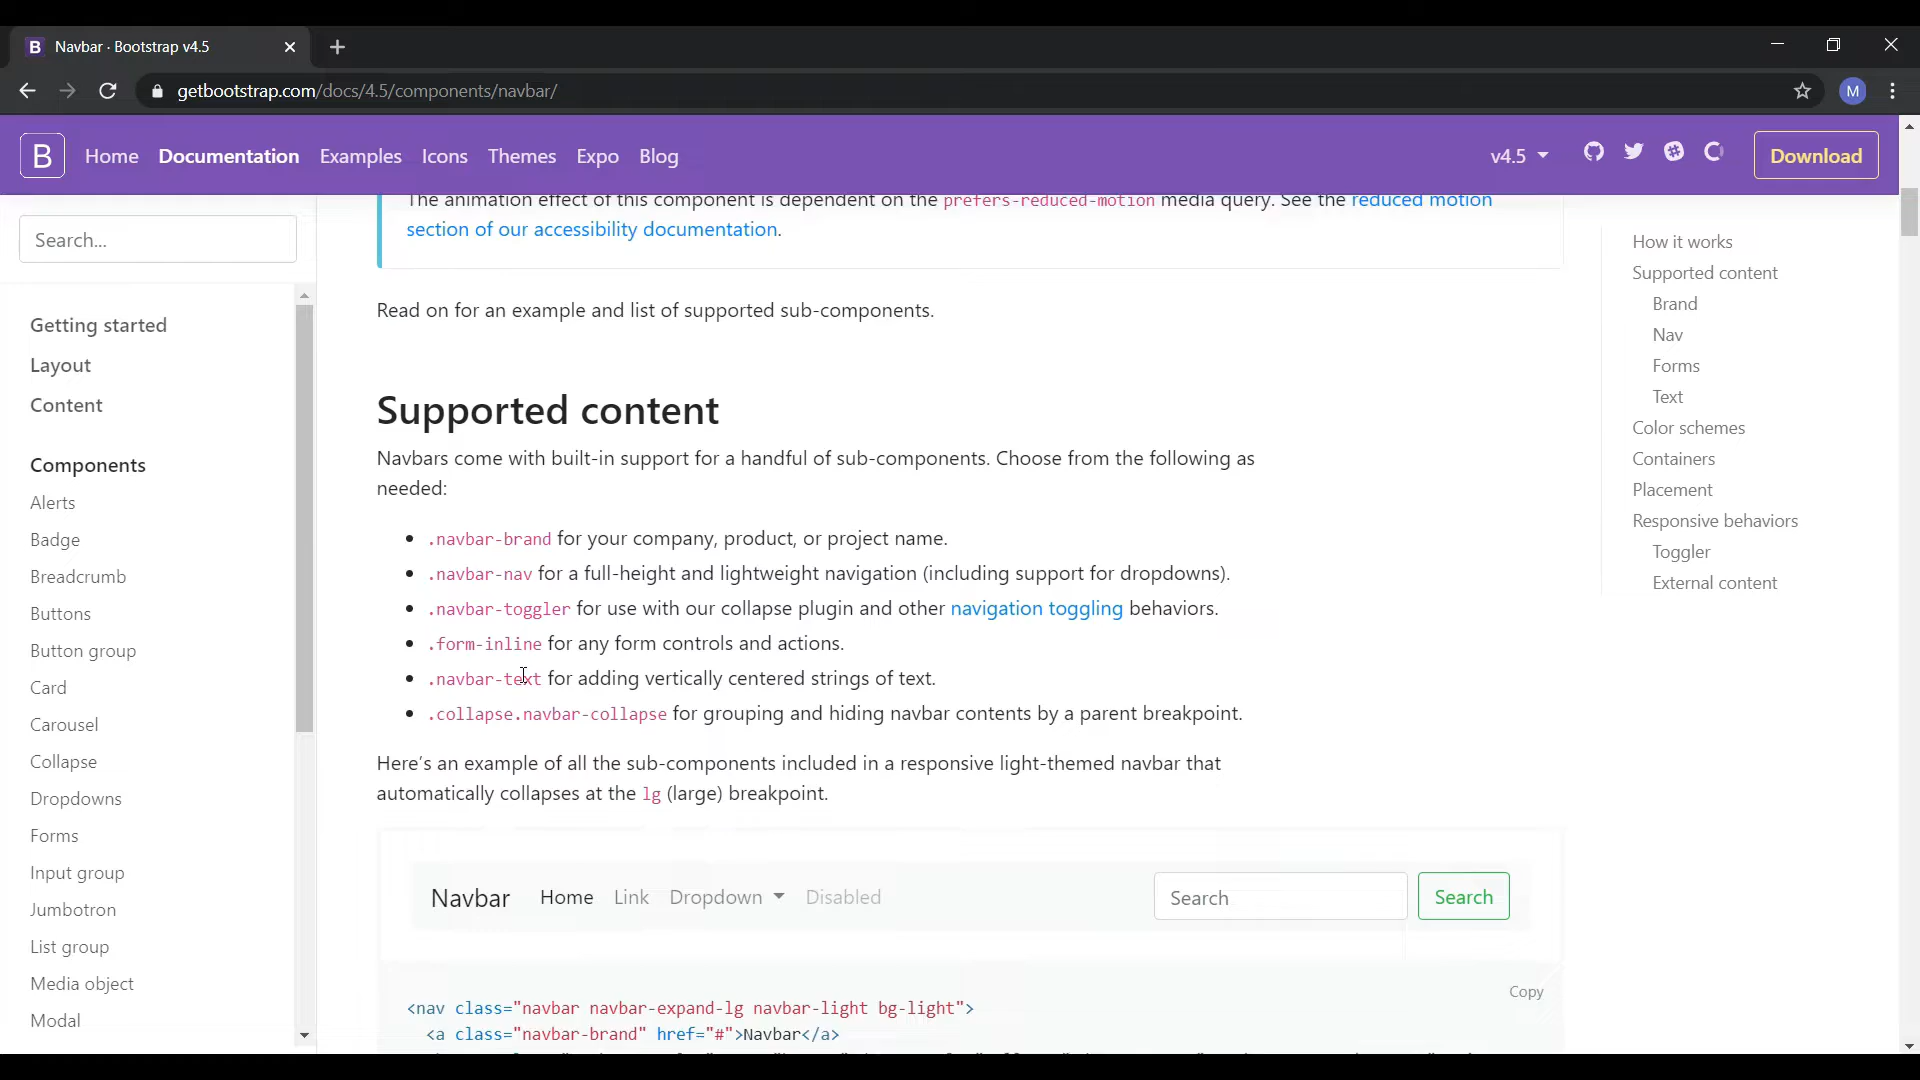 B Navbar · Bootstrap v4.5
getbootstrap.com/docs/4.5/components/navbar/
M
B Home Documentation Examples Icons Themes Expo Blog v4.5 Download
Search...
Getting started
Layout
Content
Components
Alerts
Badge
Breadcrumb
Buttons
Button group
Card
Carousel
Collapse
Dropdowns
Forms
Input group
Jumbotron
List group
Media object
Modal
The animation effect of this component is dependent on the prefers-reduced-motion media query. See the reduced motion
section of our accessibility documentation.
Read on for an example and list of supported sub-components.
Supported content
Navbars come with built-in support for a handful of sub-components. Choose from the following as
needed:
.navbar-brand for your company, product, or project name.
.navbar-nav for a full-height and lightweight navigation (including support for dropdowns).
.navbar-toggler for use with our collapse plugin and other navigation toggling behaviors.
.form-inline for any form controls and actions.
.navbar-text for adding vertically centered strings of text.
.collapse.navbar-collapse for grouping and hiding navbar contents by a parent breakpoint.
Here's an example of all the sub-components included in a responsive light-themed navbar that
automatically collapses at the lg (large) breakpoint.
Navbar Home Link Dropdown Disabled Search Search
Copy
<nav class="navbar navbar-expand-lg navbar-light bg-light">
<a class="navbar-brand" href="#">Navbar</a>
How it works
Supported content
Brand
Nav
Forms
Text
Color schemes
Containers
Placement
Responsive behaviors
Toggler
External content